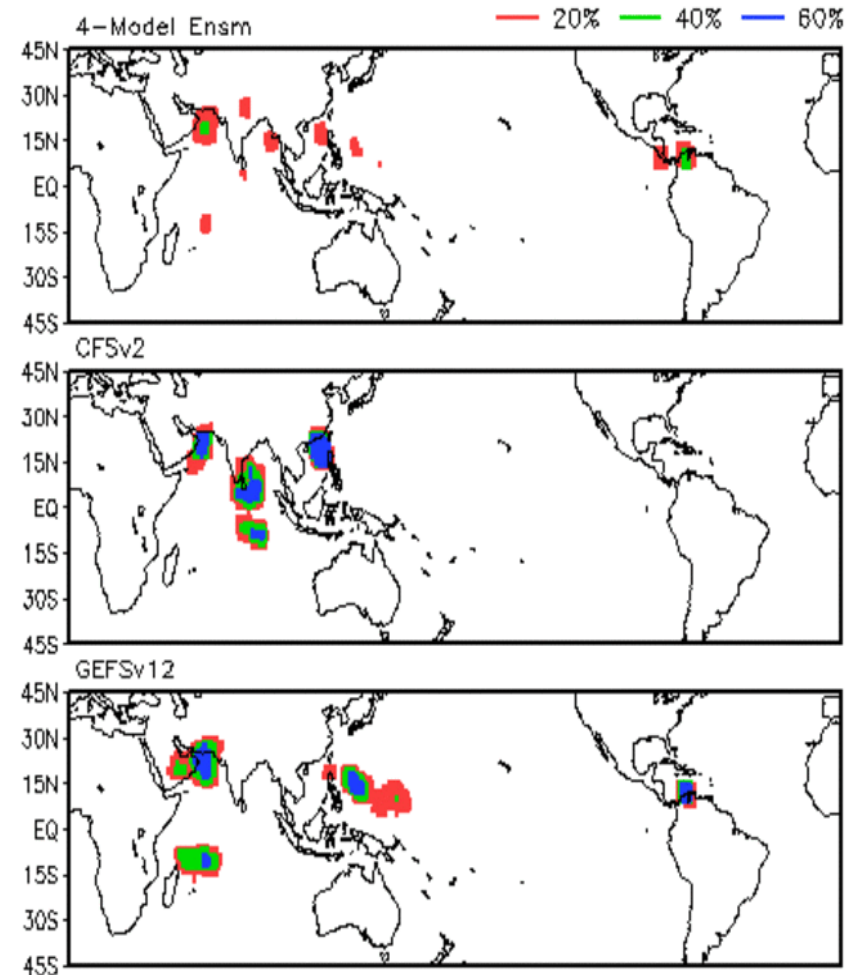 4-Model Ensm 20% 40% 60%
45N
30N
15N
EQ
15S
30S
45S
CFSv2
45N
30N
15N
EQ
15S
30S
45S
GEFSv12
45N
30N
15N
EQ
15S
30S
45S